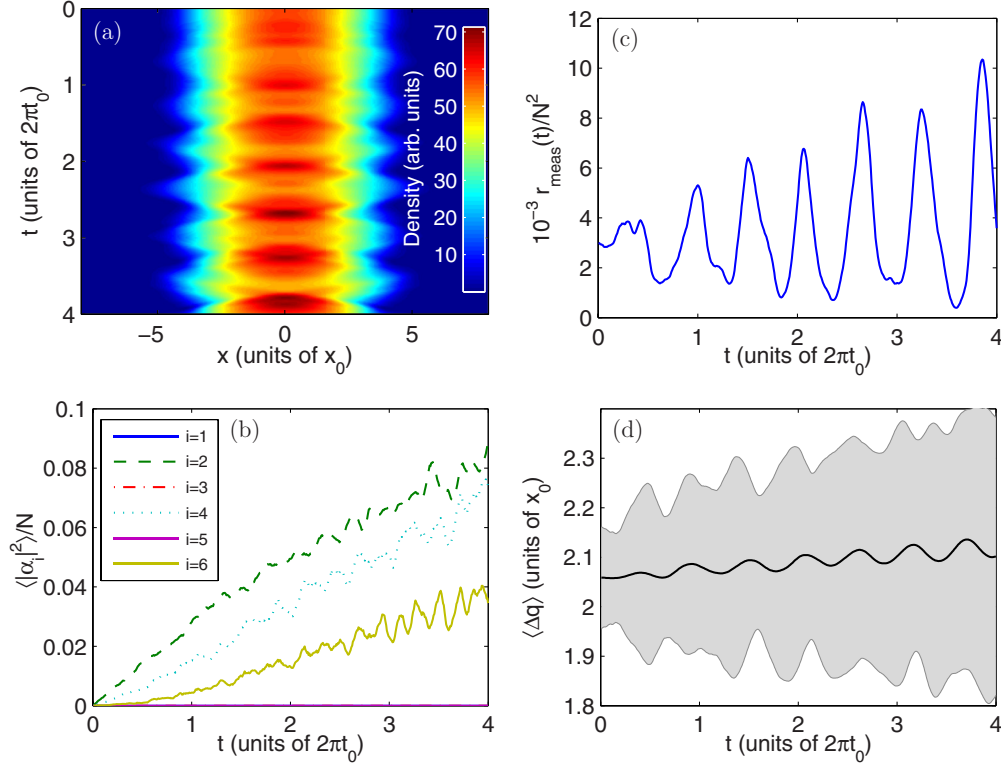 (a)
0
1
2
3
4
t (units of 2πt₀)
−5
0
5
x (units of x₀)
70
60
50
40
30
20
10
Density (arb. units)
(c)
12
10
8
6
4
2
0
10⁻³ r_meas(t)/N²
0
1
2
3
4
t (units of 2πt₀)
(b)
0.1
0.08
0.06
0.04
0.02
0
⟨|α_i|²⟩/N
i=1
i=2
i=3
i=4
i=5
i=6
0
1
2
3
4
t (units of 2πt₀)
(d)
2.3
2.2
2.1
2
1.9
1.8
⟨Δq⟩ (units of x₀)
0
1
2
3
4
t (units of 2πt₀)